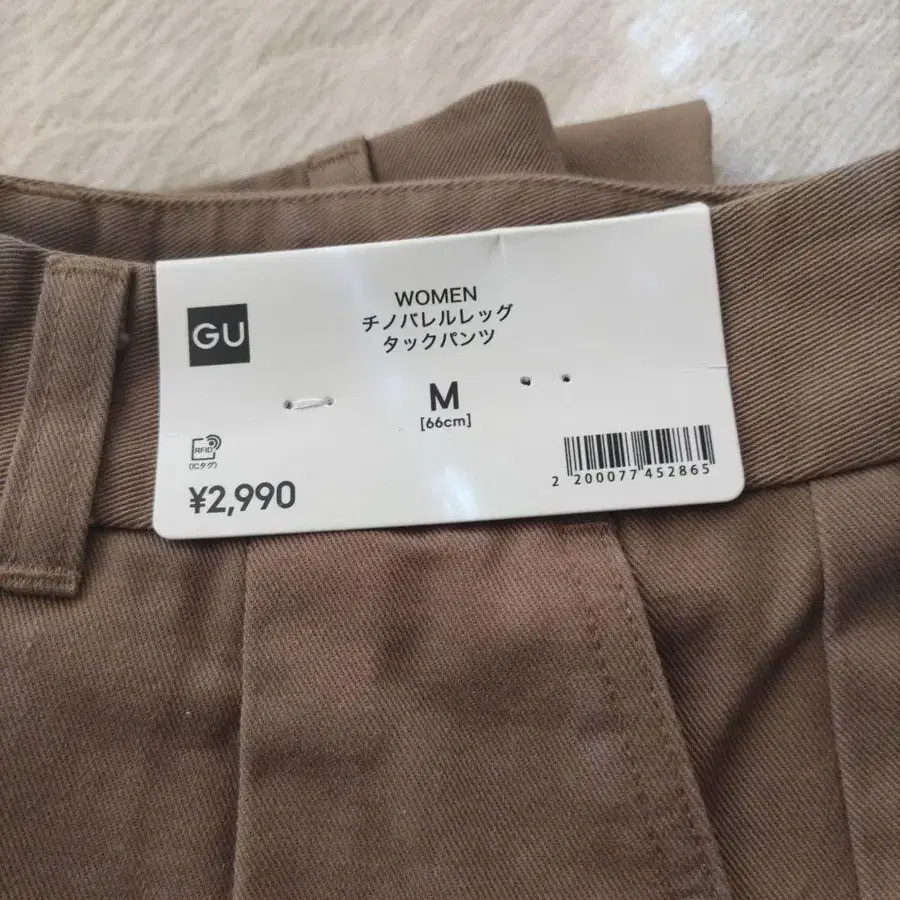 GU
WOMEN
チノバレルレッグ
タックパンツ
M
[66cm]
RFID
(ICタグ)
¥2,990
2 200077 452865